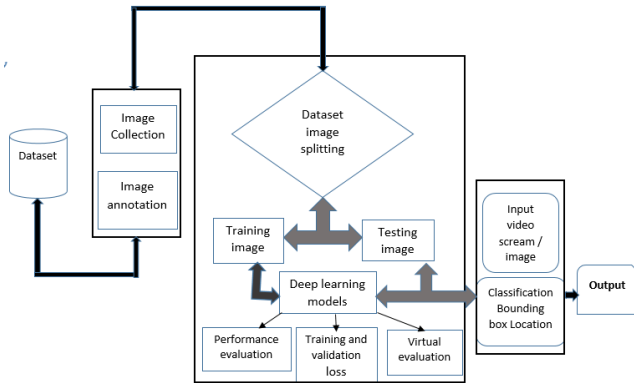 ,
Dataset
Image
Collection
Image
annotation
Dataset
image
splitting
Training
image
Testing
image
Deep learning
models
Performance
evaluation
Training and
validation
loss
Virtual
evaluation
Input
video
scream /
image
Classification
Bounding
box Location
Output